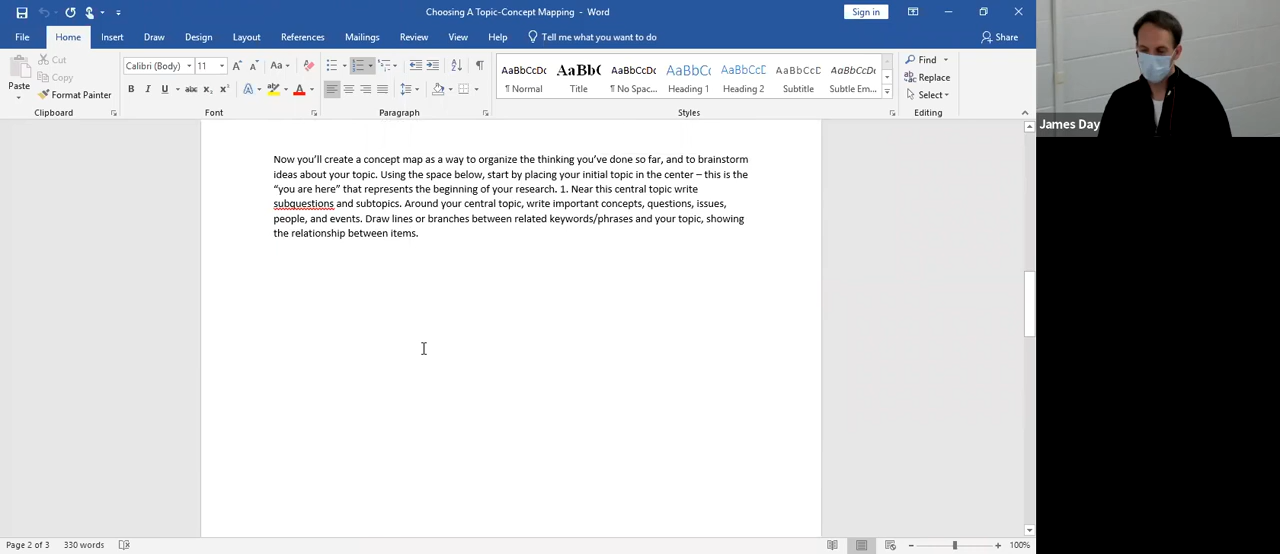 Choosing A Topic-Concept Mapping - Word
Sign in
File Home Insert Draw Design Layout References Mailings Review View Help Tell me what you want to do
Share
Cut
Copy
Format Painter
Paste
Clipboard
Calibri (Body) 11
Font
Paragraph
AaBbCcDc AaBb( AaBbCcDc AaBbCc AaBbCcD AaBbCcD AaBbCcDc
¶ Normal Title ¶ No Spac... Heading 1 Heading 2 Subtitle Subtle Em...
Styles
Find
Replace
Select
Editing
James Day
Now you’ll create a concept map as a way to organize the thinking you’ve done so far, and to brainstorm
ideas about your topic. Using the space below, start by placing your initial topic in the center – this is the
“you are here” that represents the beginning of your research. 1. Near this central topic write
subquestions and subtopics. Around your central topic, write important concepts, questions, issues,
people, and events. Draw lines or branches between related keywords/phrases and your topic, showing
the relationship between items.
Page 2 of 3 330 words
100%